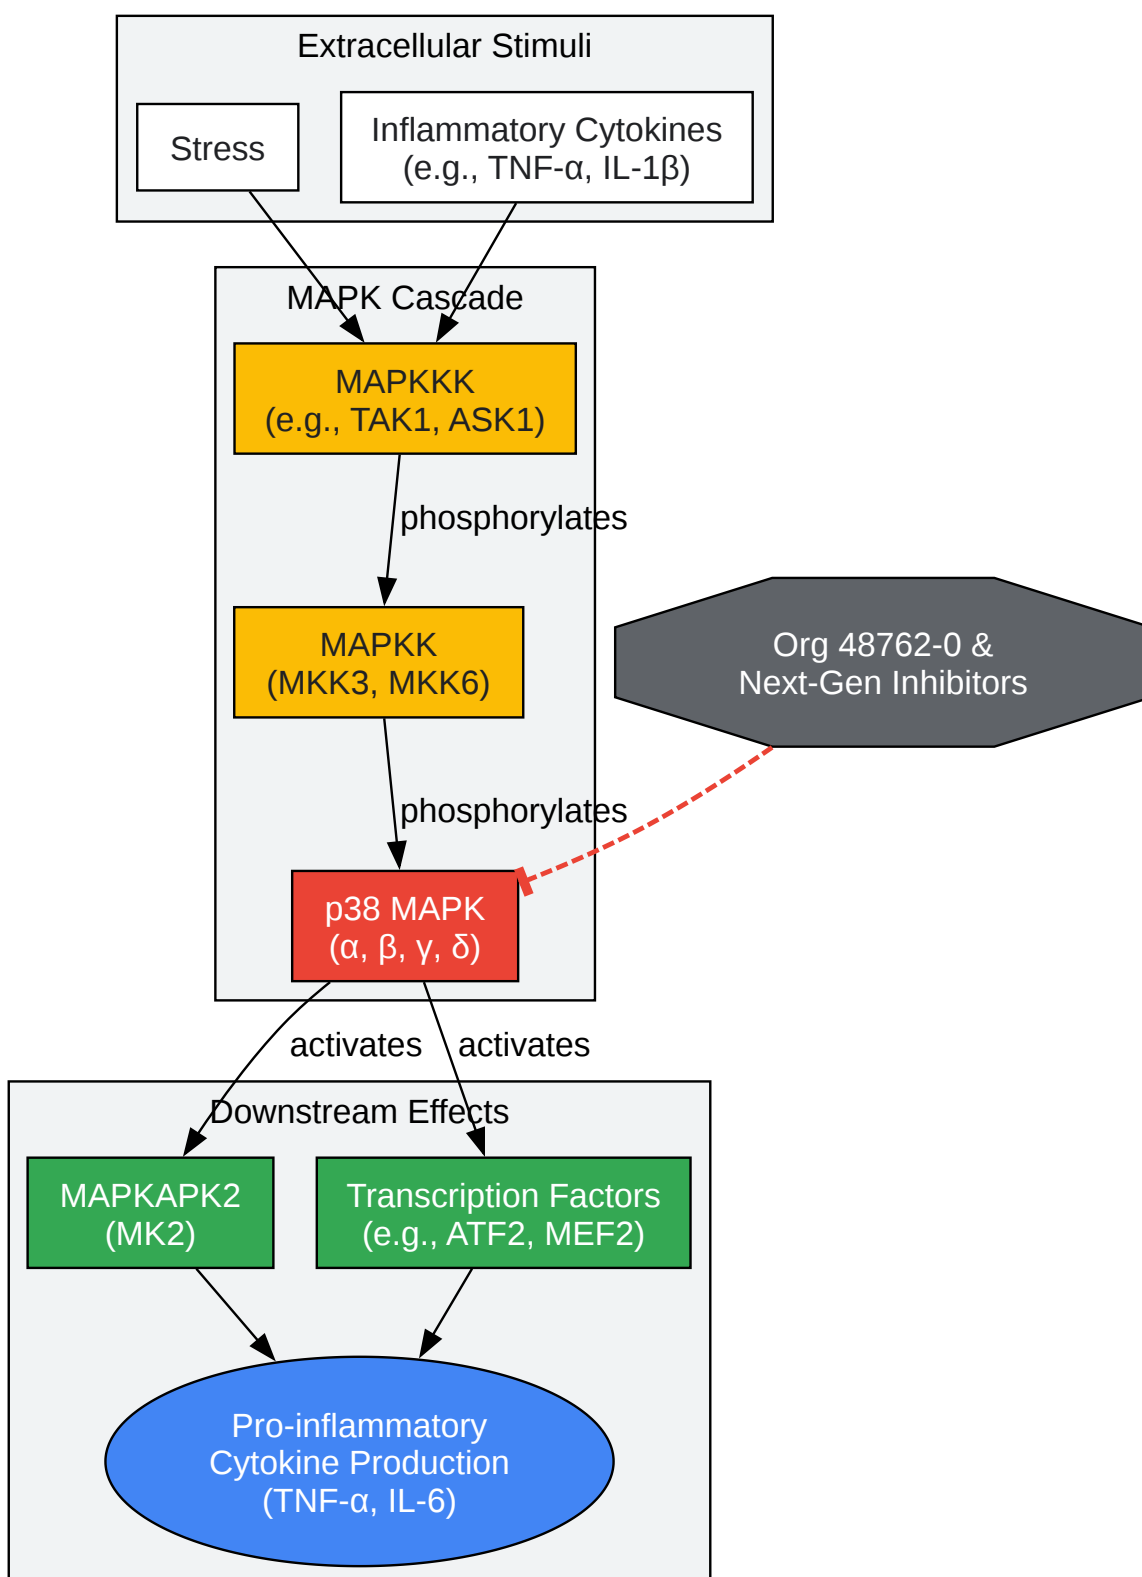 Extracellular Stimuli
Stress
Inflammatory Cytokines
(e.g., TNF-α, IL-1β)
MAPK Cascade
MAPKKK
(e.g., TAK1, ASK1)
phosphorylates
MAPKK
(MKK3, MKK6)
Org 48762-0 &
Next-Gen Inhibitors
phosphorylates
p38 MAPK
(α, β, γ, δ)
activates
activates
Downstream Effects
MAPKAPK2
(MK2)
Transcription Factors
(e.g., ATF2, MEF2)
Pro-inflammatory
Cytokine Production
(TNF-α, IL-6)